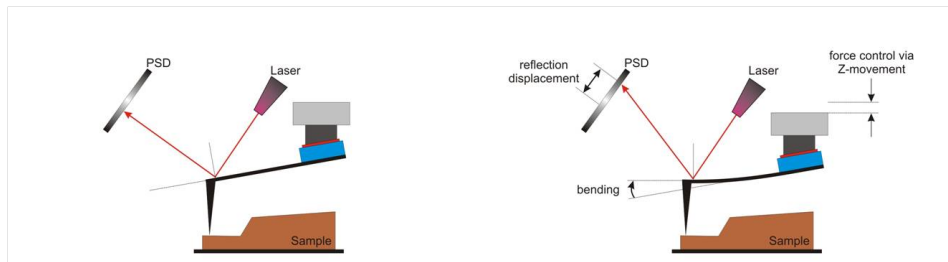 PSD
Laser
Sample
reflection
displacement
PSD
Laser
force control via
Z-movement
bending
Sample